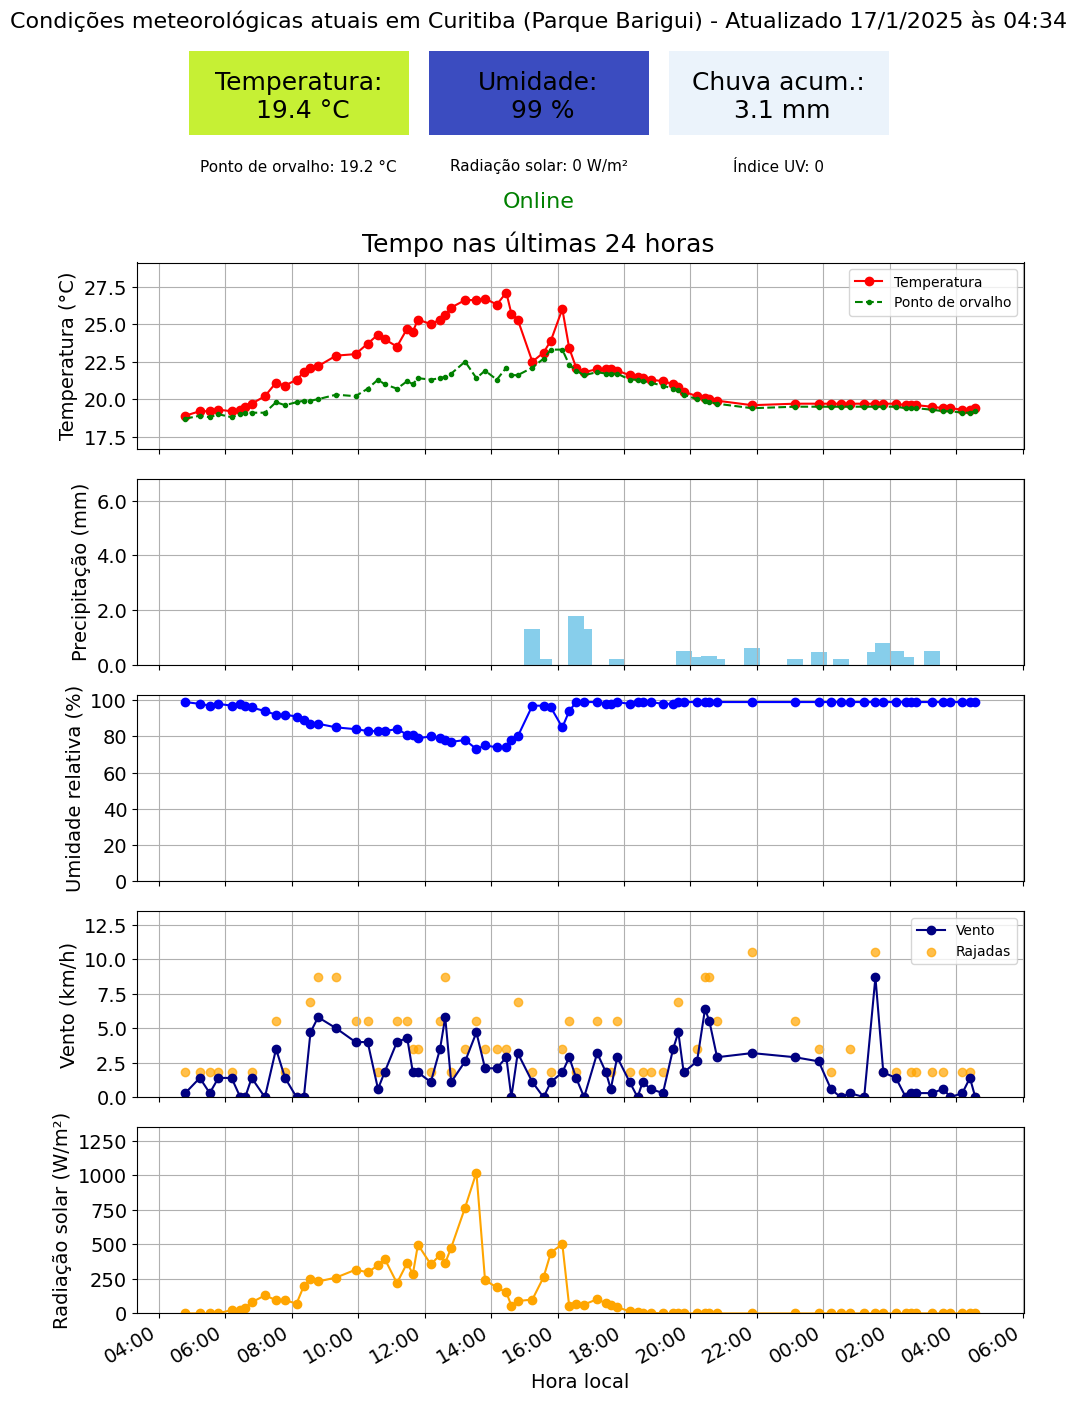 Condições meteorológicas atuais em Curitiba (Parque Barigui) - Atualizado 17/1/2025 às 04:34
Temperatura:
19.4 °C
Umidade:
99 %
Chuva acum.:
3.1 mm
Ponto de orvalho: 19.2 °C
Radiação solar: 0 W/m²
Índice UV: 0
Online
Tempo nas últimas 24 horas
Temperatura (°C)
27.5
25.0
22.5
20.0
17.5
Temperatura
Ponto de orvalho
Precipitação (mm)
6.0
4.0
2.0
0.0
Umidade relativa (%)
100
80
60
40
20
0
Vento (km/h)
12.5
10.0
7.5
5.0
2.5
0.0
Vento
Rajadas
Radiação solar (W/m²)
1250
1000
750
500
250
0
04:00
06:00
08:00
10:00
12:00
14:00
16:00
18:00
20:00
22:00
00:00
02:00
04:00
06:00
Hora local